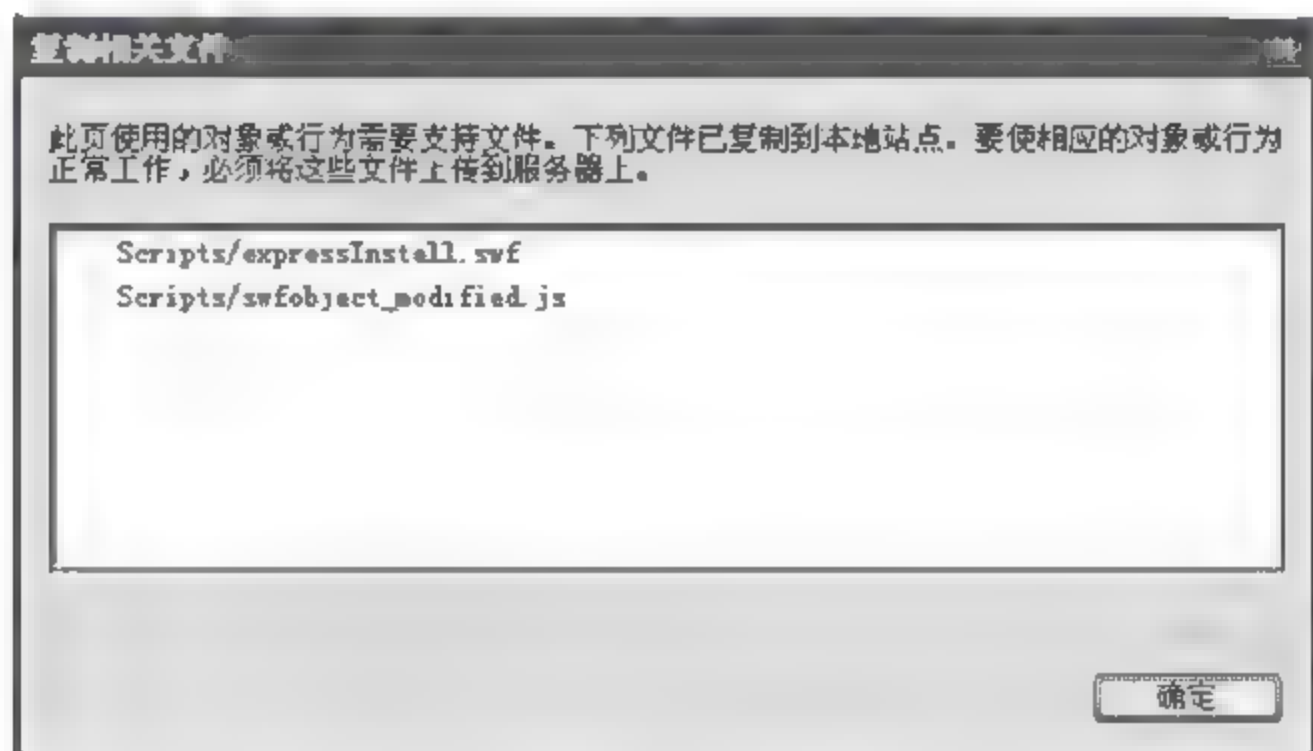 复制相关文件
此页使用的对象或行为需要支持文件。下列文件已复制到本地站点。要使相应的对象或行为
正常工作，必须将这些文件上传到服务器上。
Scripts/expressInstall.swf
Scripts/swfobject_modified.js
确定